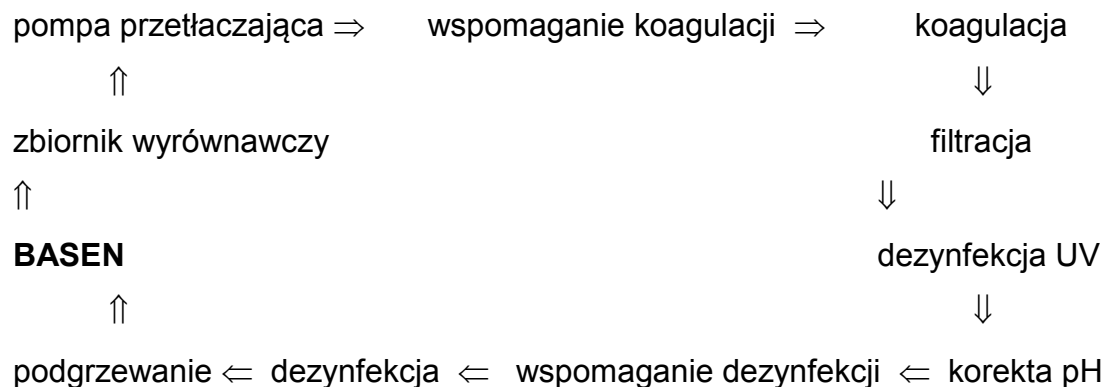 pompa przetłaczająca ⇒ wspomaganie koagulacji ⇒ koagulacja
⇑ ⇓
zbiornik wyrównawczy filtracja
⇑ ⇓
BASEN dezynfekcja UV
⇑ ⇓
podgrzewanie ⇐ dezynfekcja ⇐ wspomaganie dezynfekcji ⇐ korekta pH